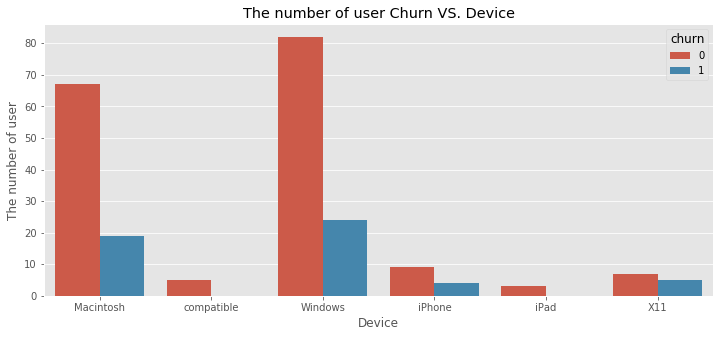 The number of user Churn VS. Device
churn
0
1
The number of user
80
70
60
50
40
30
20
10
0
Macintosh
compatible
Windows
iPhone
iPad
X11
Device